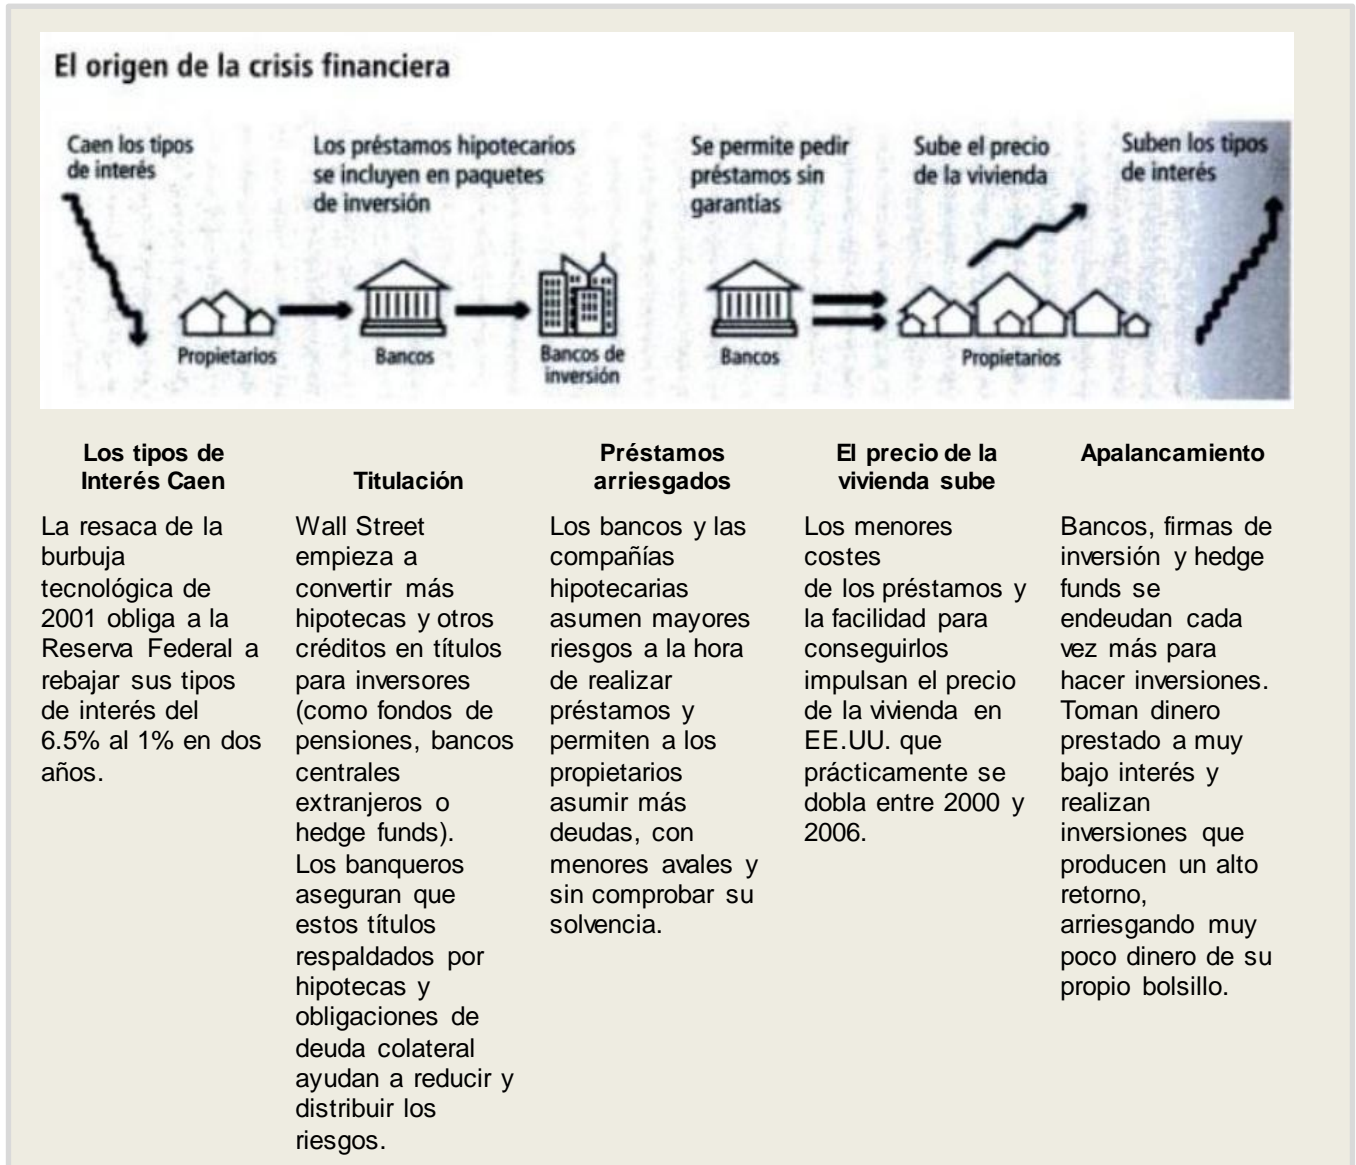 El origen de la crisis financiera
Caen los tipos
de interés
Los préstamos hipotecarios
se incluyen en paquetes
de inversión
Se permite pedir
préstamos sin
garantías
Sube el precio
de la vivienda
Suben los tipos
de interés
Propietarios
Bancos
Bancos de
inversión
Bancos
Propietarios
Los tipos de
Interés Caen
La resaca de la
burbuja
tecnológica de
2001 obliga a la
Reserva Federal a
rebajar sus tipos
de interés del
6.5% al 1% en dos
años.
Titulación
Wall Street
empieza a
convertir más
hipotecas y otros
créditos en títulos
para inversores
(como fondos de
pensiones, bancos
centrales
extranjeros o
hedge funds).
Los banqueros
aseguran que
estos títulos
respaldados por
hipotecas y
obligaciones de
deuda colateral
ayudan a reducir y
distribuir los
riesgos.
Préstamos
arriesgados
Los bancos y las
compañías
hipotecarias
asumen mayores
riesgos a la hora
de realizar
préstamos y
permiten a los
propietarios
asumir más
deudas, con
menores avales y
sin comprobar su
solvencia.
El precio de la
vivienda sube
Los menores
costes
de los préstamos y
la facilidad para
conseguirlos
impulsan el precio
de la vivienda en
EE.UU. que
prácticamente se
dobla entre 2000 y
2006.
Apalancamiento
Bancos, firmas de
inversión y hedge
funds se
endeudan cada
vez más para
hacer inversiones.
Toman dinero
prestado a muy
bajo interés y
realizan
inversiones que
producen un alto
retorno,
arriesgando muy
poco dinero de su
propio bolsillo.